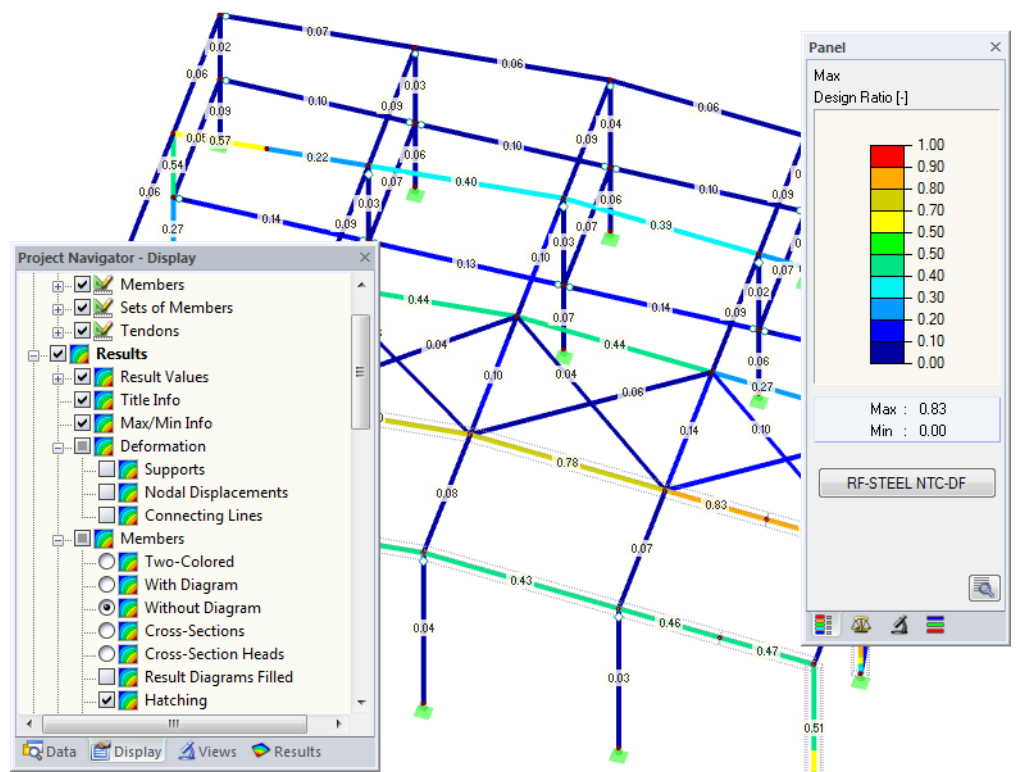 0.07
0.02
0.06
0.06
0.03
0.06
0.09
0.10
0.09
0.04
0.09
0.09
0.10
0.57
0.22
0.06
0.54
0.07
0.40
0.06
0.10
0.06
0.03
0.09
0.06
0.14
0.09
0.07
0.39
0.27
0.03
0.13
0.10
0.07
0.02
0.14
0.09
0.44
0.07
0.04
0.44
0.06
0.10
0.04
0.06
0.27
0.14
0.10
0.78
0.08
0.83
0.07
0.43
0.04
0.46
0.47
0.03
0.51
Project Navigator - Display
Members
Sets of Members
Tendons
Results
Result Values
Title Info
Max/Min Info
Deformation
Supports
Nodal Displacements
Connecting Lines
Members
Two-Colored
With Diagram
Without Diagram
Cross-Sections
Cross-Section Heads
Result Diagrams Filled
Hatching
Data Display Views Results
Panel
Max
Design Ratio [-]
1.00
0.90
0.80
0.70
0.50
0.40
0.30
0.20
0.10
0.00
Max : 0.83
Min : 0.00
RF-STEEL NTC-DF